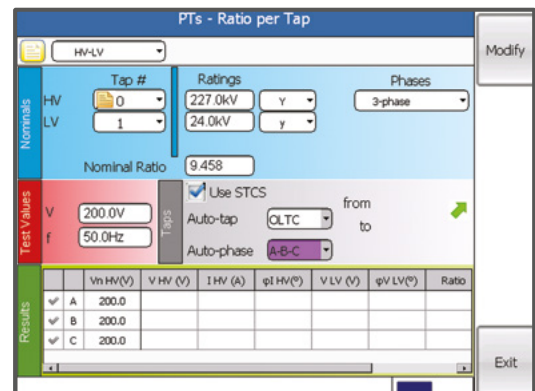 PTs - Ratio per Tap
Modify
HV-LV
Tap # Ratings Phases
HV 0 227.0kV Y 3-phase
LV 1 24.0kV y
Nominals
Nominal Ratio 9.458
Test Values
V 200.0V
f 50.0Hz
Taps
Use STCS
Auto-tap OLTC from
to
Auto-phase A-B-C
Results
Vn HV(V) V HV (V) I HV (A) φI HV(º) V LV (V) φV LV(º) Ratio
A 200.0
B 200.0
C 200.0
Exit